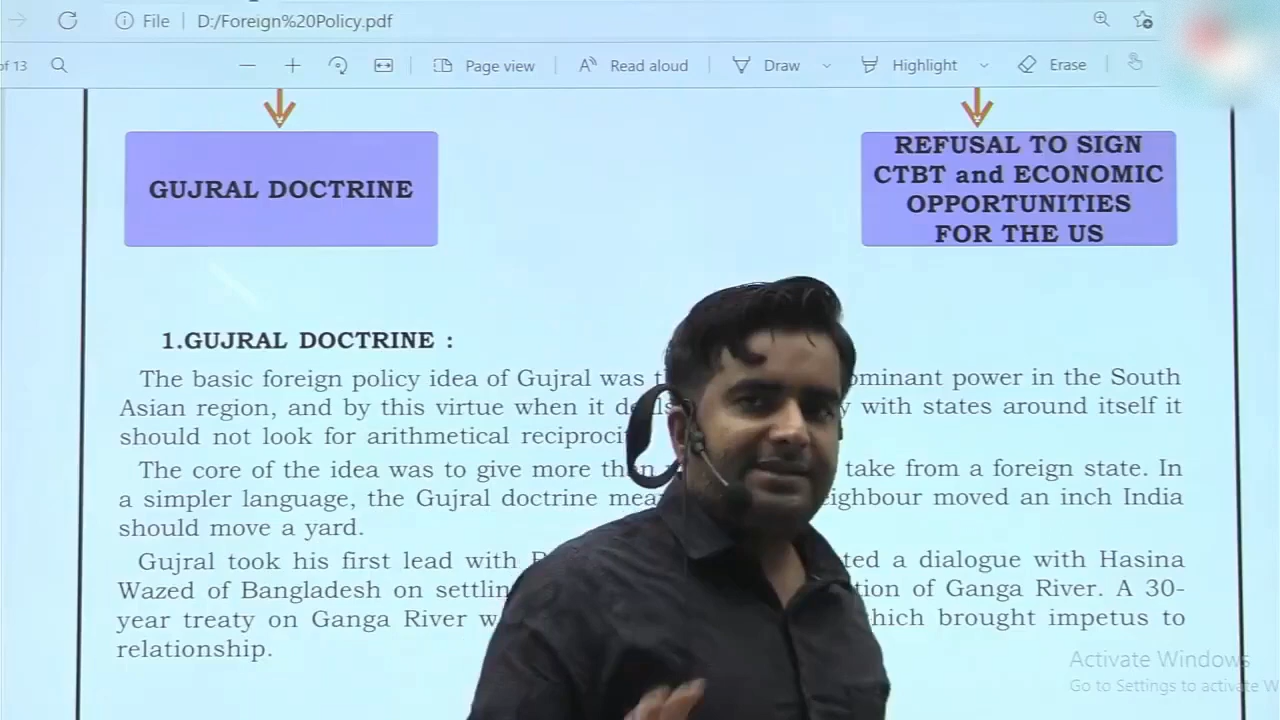 File
D:/Foreign%20Policy.pdf
of 13
Page view
Read aloud
Draw
Highlight
Erase
GUJRAL DOCTRINE
REFUSAL TO SIGN
CTBT and ECONOMIC
OPPORTUNITIES
FOR THE US
1.GUJRAL DOCTRINE :
The basic foreign policy idea of Gujral was ominant power in the South
Asian region, and by this virtue when it with states around itself it
should not look for arithmetical
The core of the idea was to give more than take from a foreign state. In
a simpler language, the Gujral doctrine eighbour moved an inch India
should move a yard.
Gujral took his first lead with ted a dialogue with Hasina
Wazed of Bangladesh on tion of Ganga River. A 30-
year treaty on Ganga River hich brought impetus to
relationship.
Activate Windows
Go to Settings to activate W